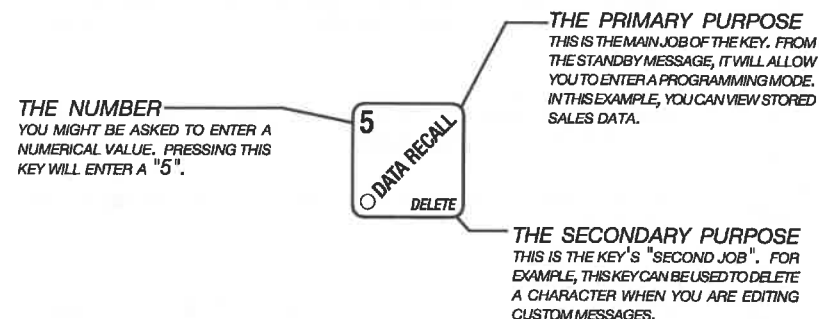 THE PRIMARY PURPOSE
THIS IS THE MAIN JOB OF THE KEY. FROM
THE STANDBY MESSAGE, IT WILL ALLOW
YOU TO ENTER A PROGRAMMING MODE.
IN THIS EXAMPLE, YOU CAN VIEW STORED
SALES DATA.
THE NUMBER
YOU MIGHT BE ASKED TO ENTER A
NUMERICAL VALUE. PRESSING THIS
KEY WILL ENTER A "5".
5
DATA RECALL
DELETE
THE SECONDARY PURPOSE
THIS IS THE KEY'S "SECOND JOB". FOR
EXAMPLE, THIS KEY CAN BE USED TO DELETE
A CHARACTER WHEN YOU ARE EDITING
CUSTOM MESSAGES.